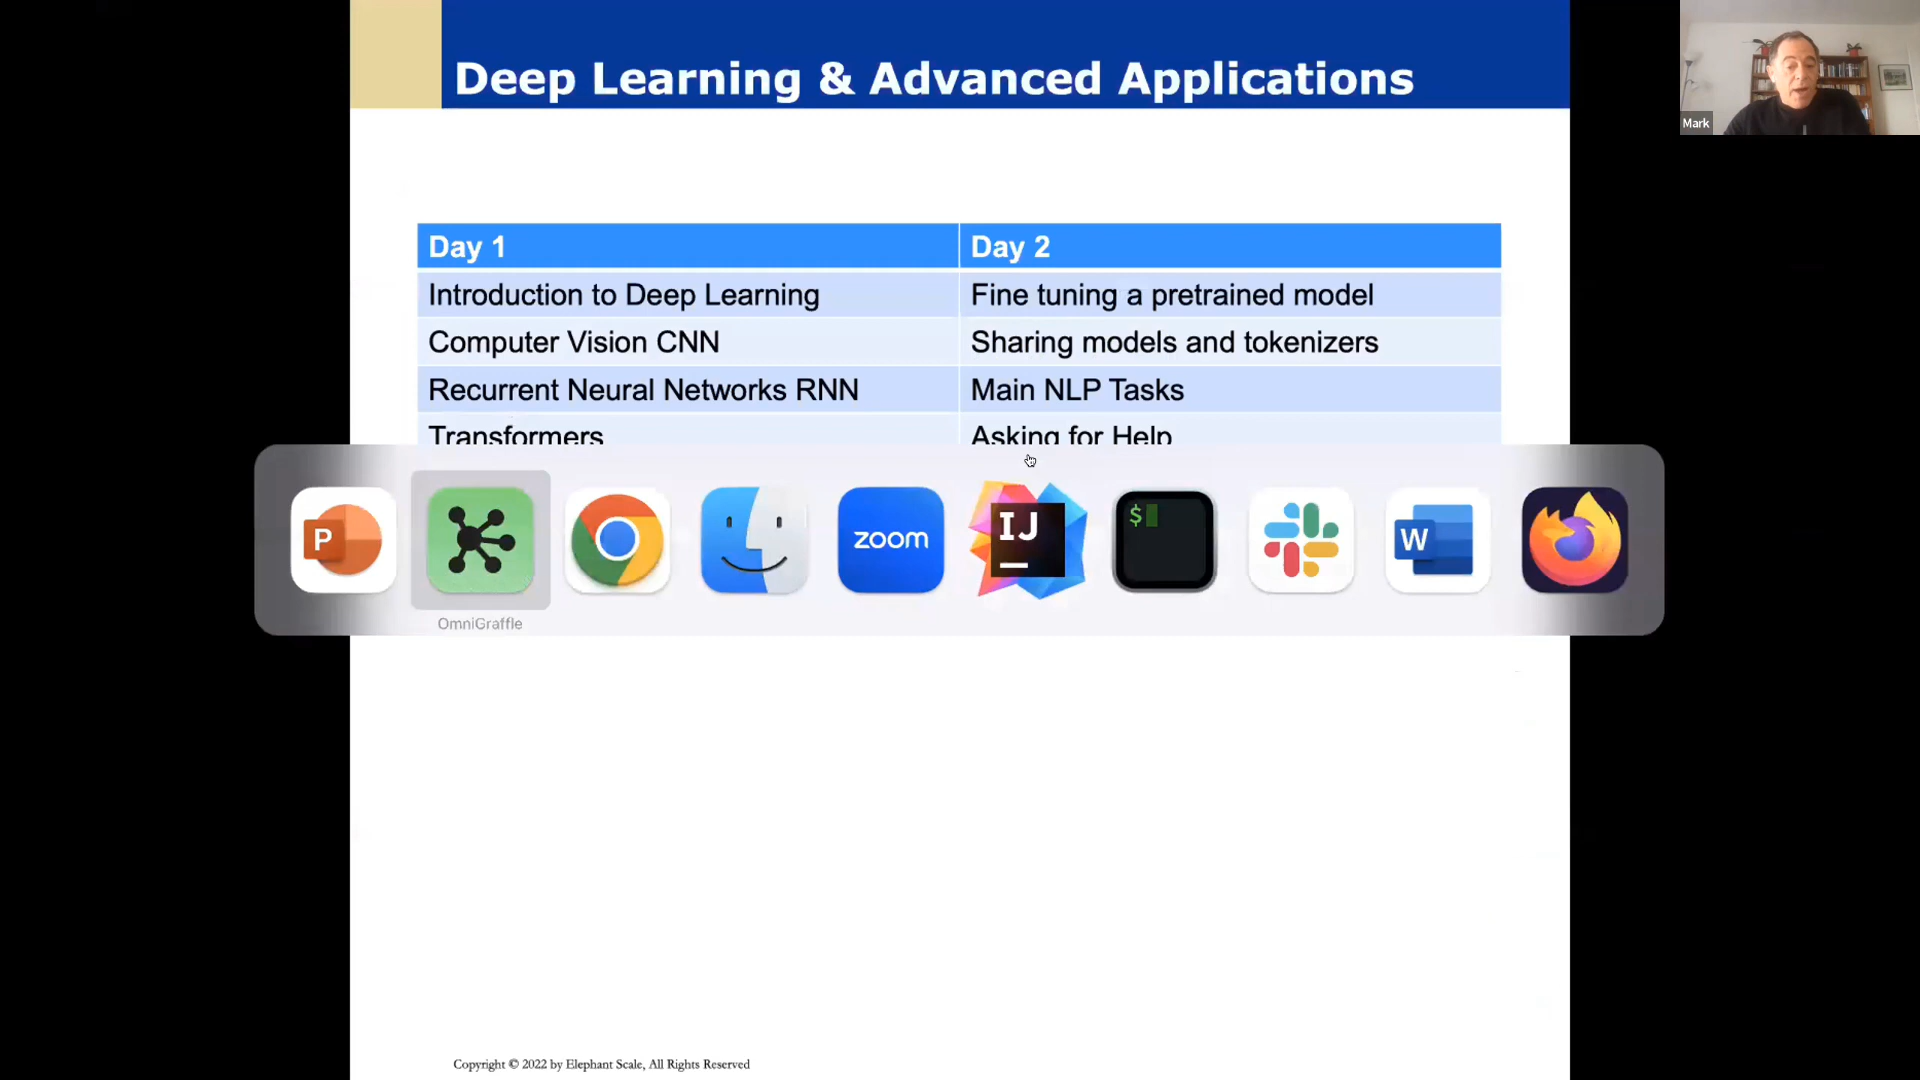 Deep Learning & Advanced Applications
Mark
Day 1
Day 2
Introduction to Deep Learning
Fine tuning a pretrained model
Computer Vision CNN
Sharing models and tokenizers
Recurrent Neural Networks RNN
Main NLP Tasks
Transformers
Asking for Help
P
zoom
IJ
$
W
OmniGraffle
Copyright © 2022 by Elephant Scale, All Rights Reserved